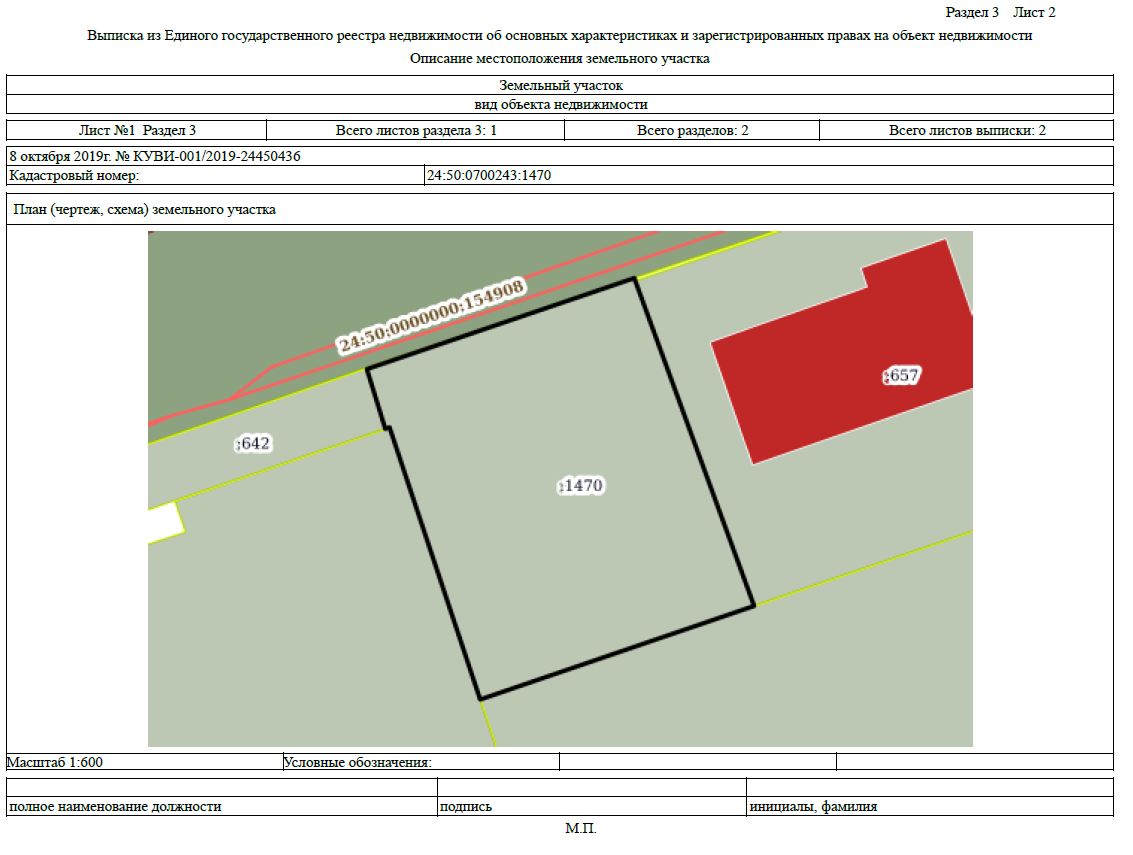 Раздел 3 Лист 2
Выписка из Единого государственного реестра недвижимости об основных характеристиках и зарегистрированных правах на объект недвижимости
Описание местоположения земельного участка
Земельный участок
вид объекта недвижимости
Лист №1 Раздел 3 Всего листов раздела 3: 1 Всего разделов: 2 Всего листов выписки: 2
8 октября 2019г. № КУВИ-001/2019-24450436
Кадастровый номер: 24:50:0700243:1470
План (чертеж, схема) земельного участка
24:50:0000000:154908
:657
:642
:1470
Масштаб 1:600 Условные обозначения:
полное наименование должности подпись инициалы, фамилия
М.П.